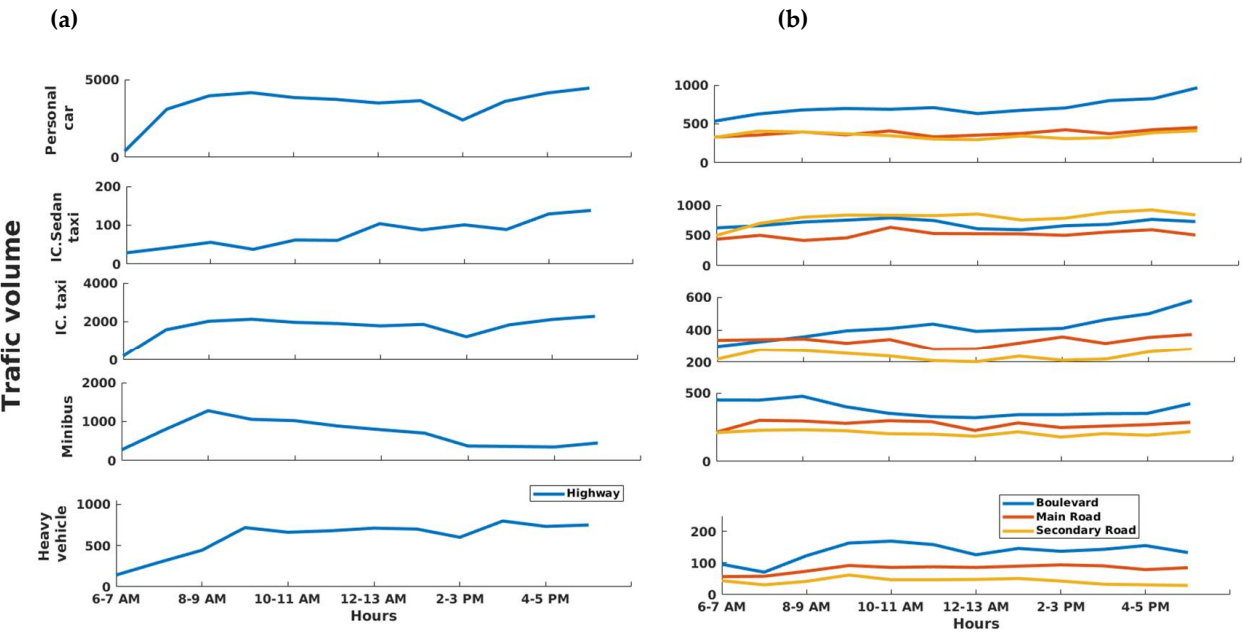 (a)
(b)
Trafic volume
Personal
car
5000
0
IC.Sedan
taxi
200
100
0
IC. taxi
4000
2000
0
Minibus
2000
1000
0
Heavy
vehicle
1000
500
0
Highway
6-7 AM 8-9 AM 10-11 AM 12-13 AM 2-3 PM 4-5 PM
Hours
1000
500
0
1000
500
0
600
400
200
500
0
200
100
0
Boulevard
Main Road
Secondary Road
6-7 AM 8-9 AM 10-11 AM 12-13 AM 2-3 PM 4-5 PM
Hours